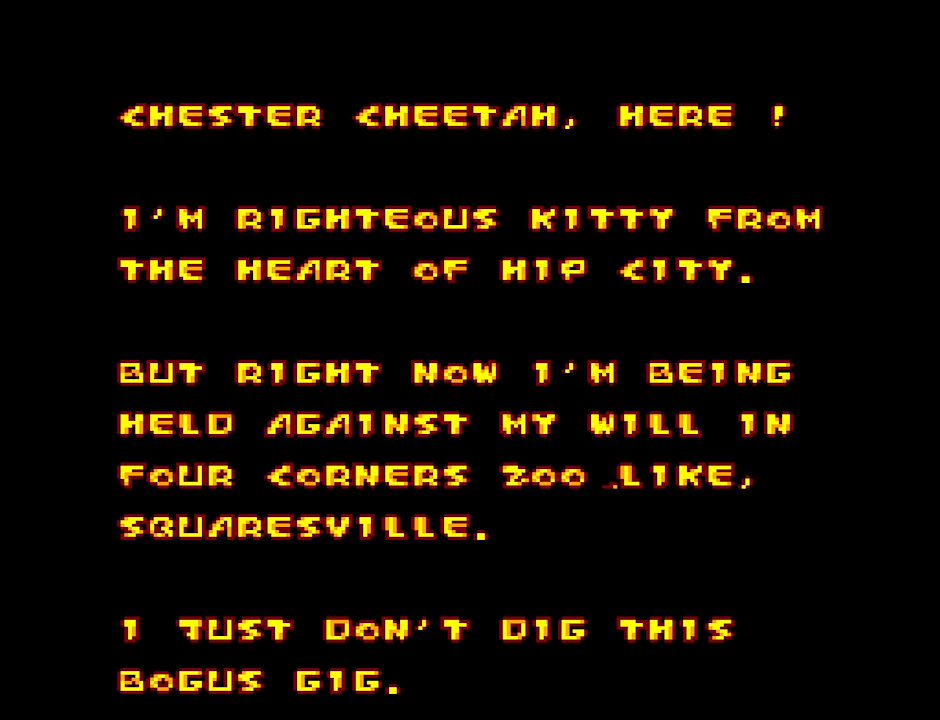 CHESTER CHEETAH, HERE !
I'M RIGHTEOUS KITTY FROM
THE HEART OF HIP CITY.
BUT RIGHT NOW I'M BEING
HELD AGAINST MY WILL IN
FOUR CORNERS ZOO .LIKE,
SQUARESVILLE.
I JUST DON'T DIG THIS
BOGUS GIG.